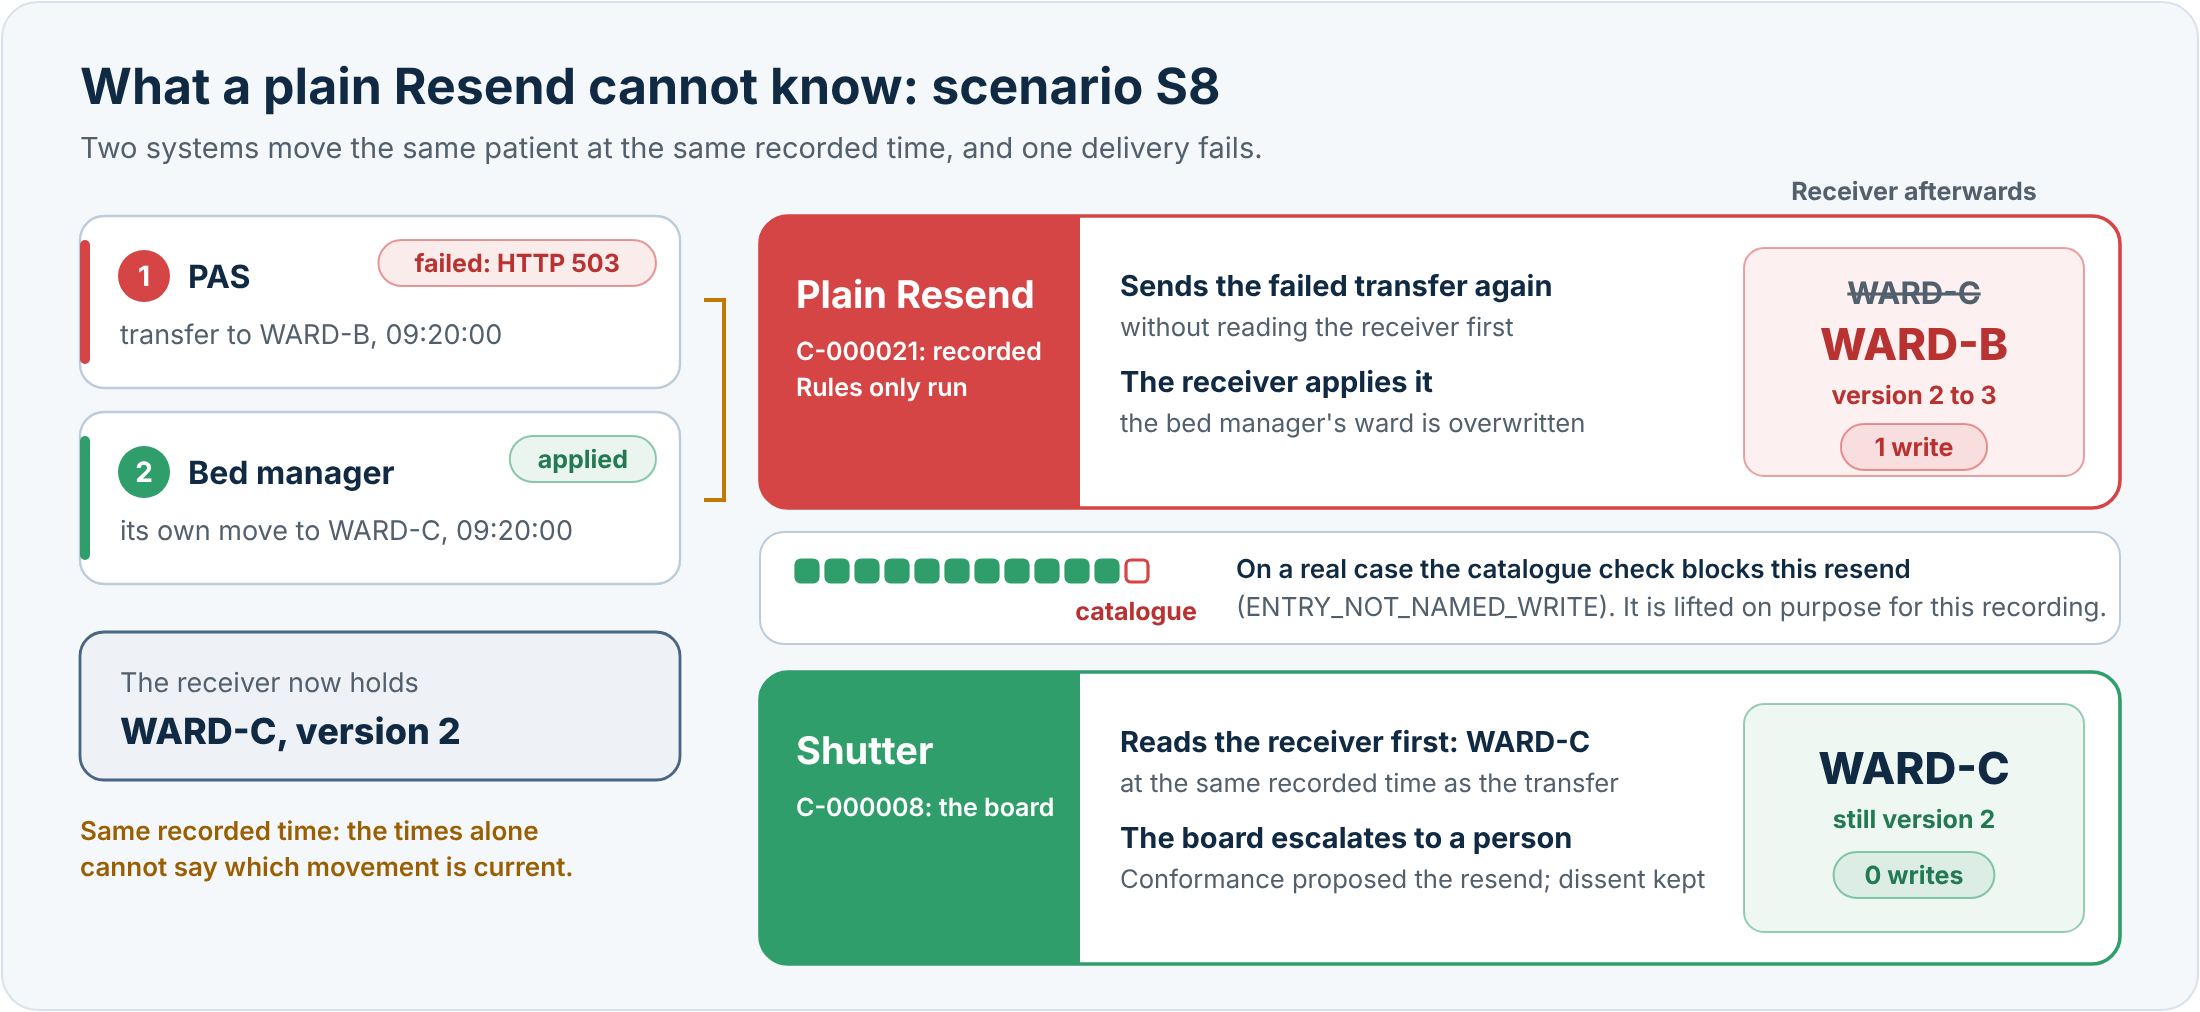 What a plain Resend cannot know: scenario S8
Two systems move the same patient at the same recorded time, and one delivery fails.
1
PAS
failed: HTTP 503
transfer to WARD-B, 09:20:00
2
Bed manager
applied
its own move to WARD-C, 09:20:00
The receiver now holds
WARD-C, version 2
Same recorded time: the times alone
cannot say which movement is current.
Receiver afterwards
Plain Resend
C-000021: recorded
Rules only run
Sends the failed transfer again
without reading the receiver first
The receiver applies it
the bed manager's ward is overwritten
WARD-C
WARD-B
version 2 to 3
1 write
catalogue
On a real case the catalogue check blocks this resend
(ENTRY_NOT_NAMED_WRITE). It is lifted on purpose for this recording.
Shutter
C-000008: the board
Reads the receiver first: WARD-C
at the same recorded time as the transfer
The board escalates to a person
Conformance proposed the resend; dissent kept
WARD-C
still version 2
0 writes